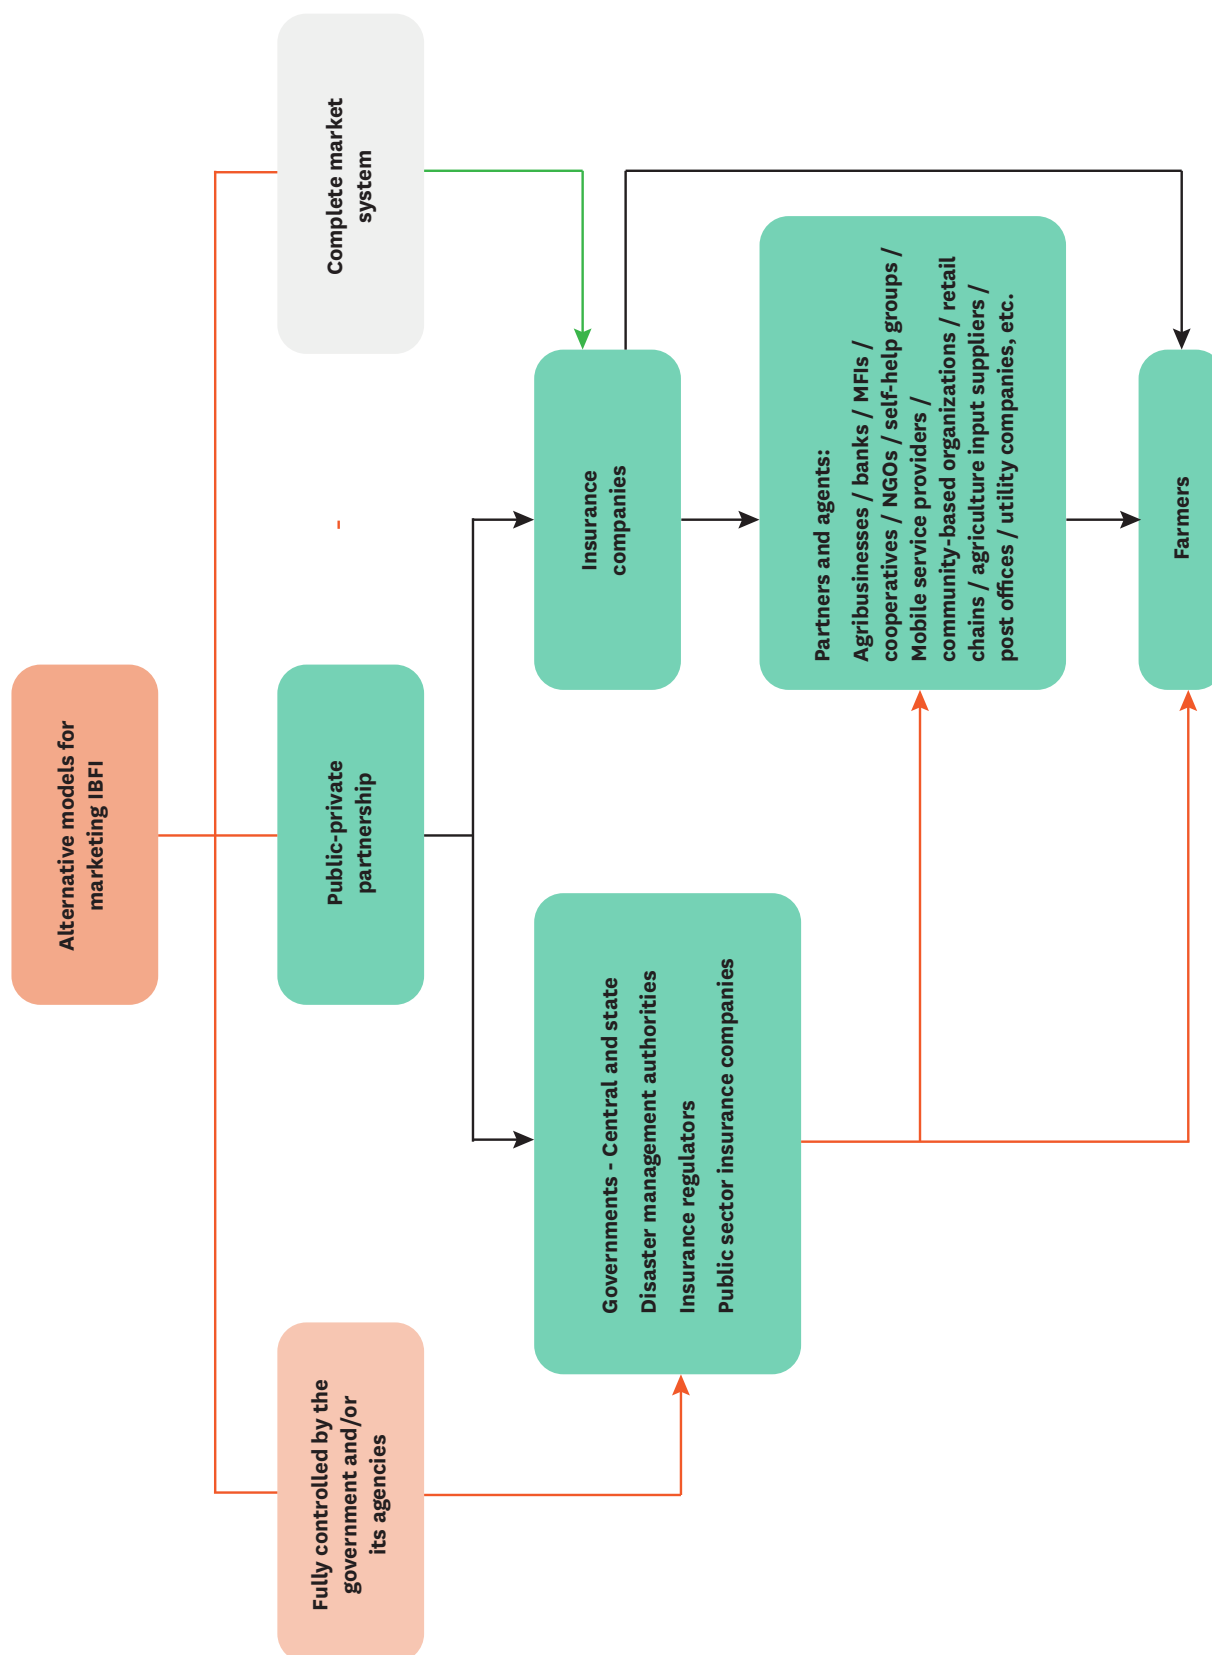 Alternative models for
marketing IBFI
Fully controlled by the
government and/or
its agencies
Public-private
partnership
Complete market
system
Governments - Central and state
Disaster management authorities
Insurance regulators
Public sector insurance companies
Insurance
companies
Partners and agents:
Agribusinesses / banks / MFIs /
cooperatives / NGOs / self-help groups /
Mobile service providers /
community-based organizations / retail
chains / agriculture input suppliers /
post offices / utility companies, etc.
Farmers